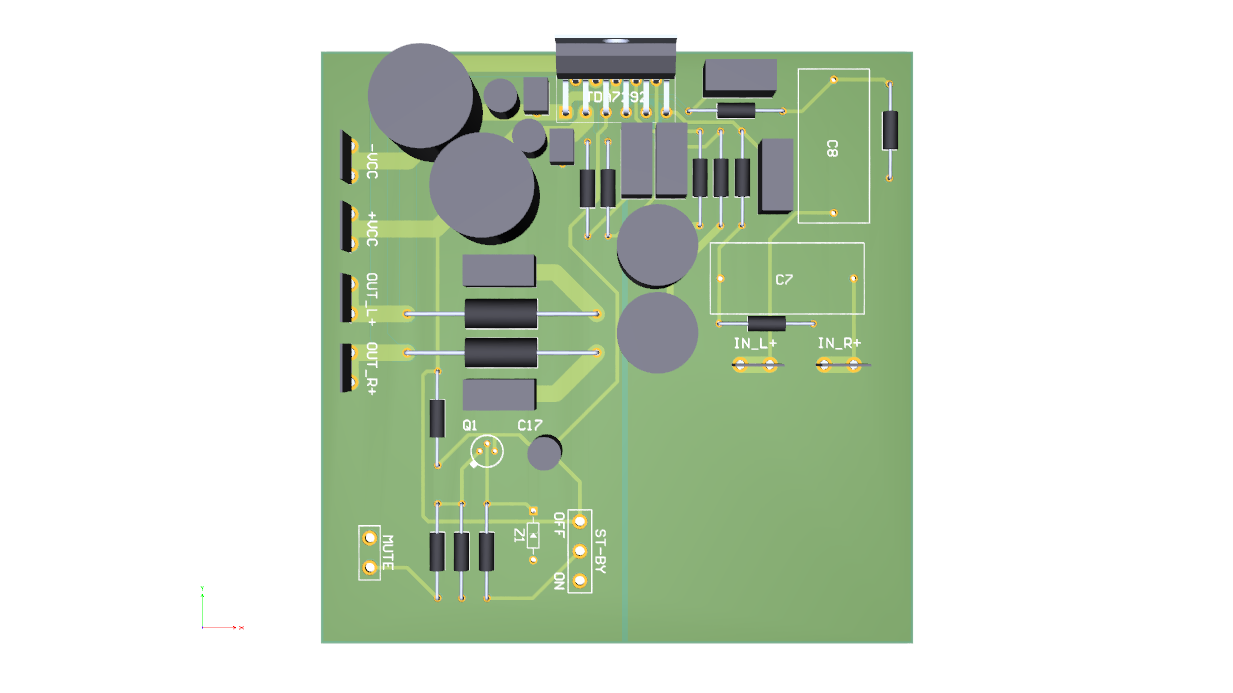 TDA7292
-VCC
+VCC
C8
OUT_L+
C7
IN_L+
IN_R+
OUT_R+
Q1
C17
OFF
ST-BY
ON
Z1
MUTE
Y
X